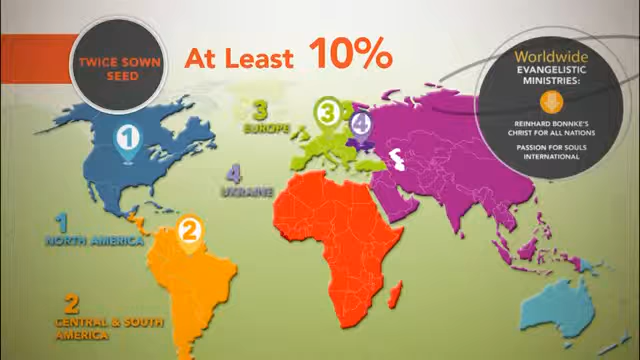 TWICE SOWN
SEED
At Least 10%
Worldwide
EVANGELISTIC
MINISTRIES:
REINHARD BONNKE'S
CHRIST FOR ALL NATIONS
PASSION FOR SOULS
INTERNATIONAL
1
3
EUROPE
3
4
4
UKRAINE
1
NORTH AMERICA
2
2
CENTRAL & SOUTH
AMERICA